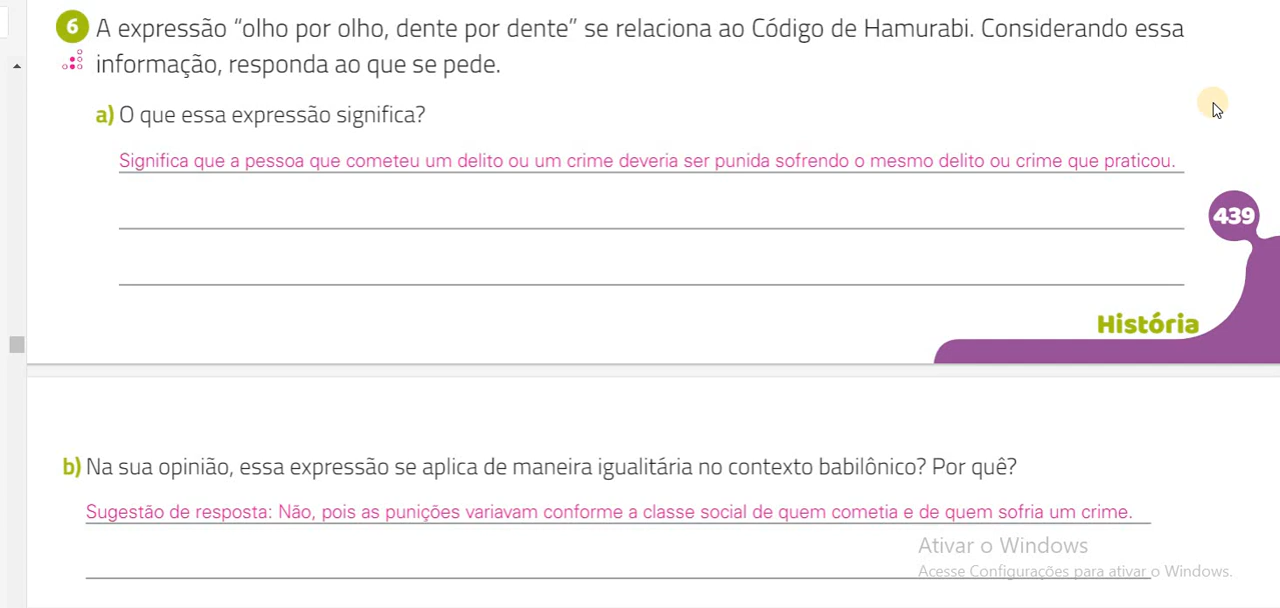 6 A expressão “olho por olho, dente por dente” se relaciona ao Código de Hamurabi. Considerando essa
informação, responda ao que se pede.
a) O que essa expressão significa?
Significa que a pessoa que cometeu um delito ou um crime deveria ser punida sofrendo o mesmo delito ou crime que praticou.
439
História
b) Na sua opinião, essa expressão se aplica de maneira igualitária no contexto babilônico? Por quê?
Sugestão de resposta: Não, pois as punições variavam conforme a classe social de quem cometia e de quem sofria um crime.
Ativar o Windows
Acesse Configurações para ativar o Windows.